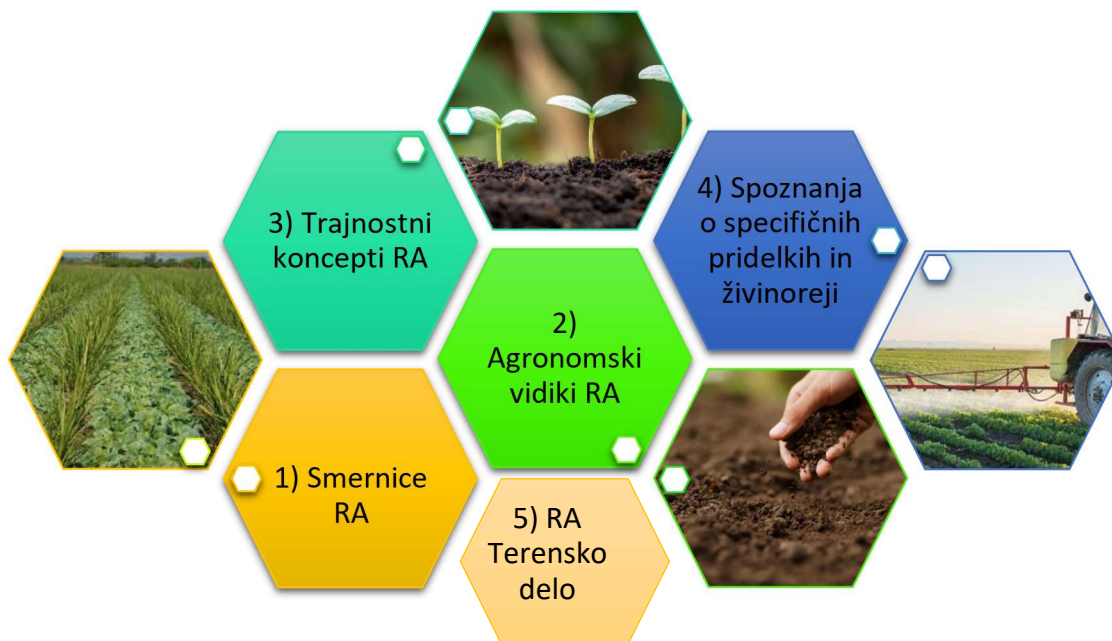 3) Trajnostni
koncepti RA
4) Spoznanja
o specifičnih
pridelkih in
živinoreji
2)
Agronomski
vidiki RA
1) Smernice
RA
5) RA
Terensko
delo